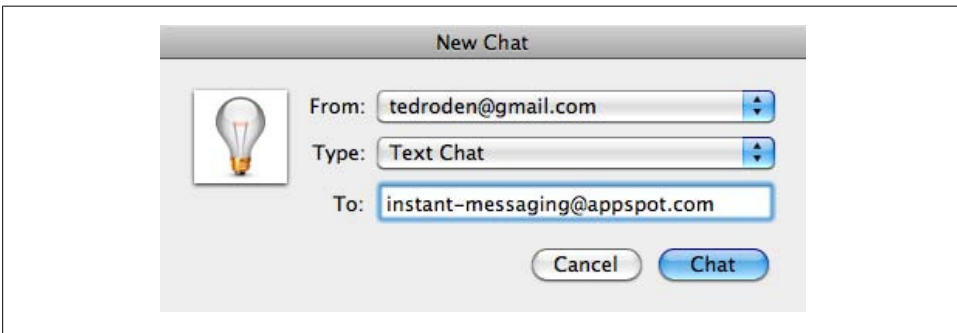 New Chat
From: tedroden@gmail.com
Type: Text Chat
To: instant-messaging@appspot.com
Cancel Chat